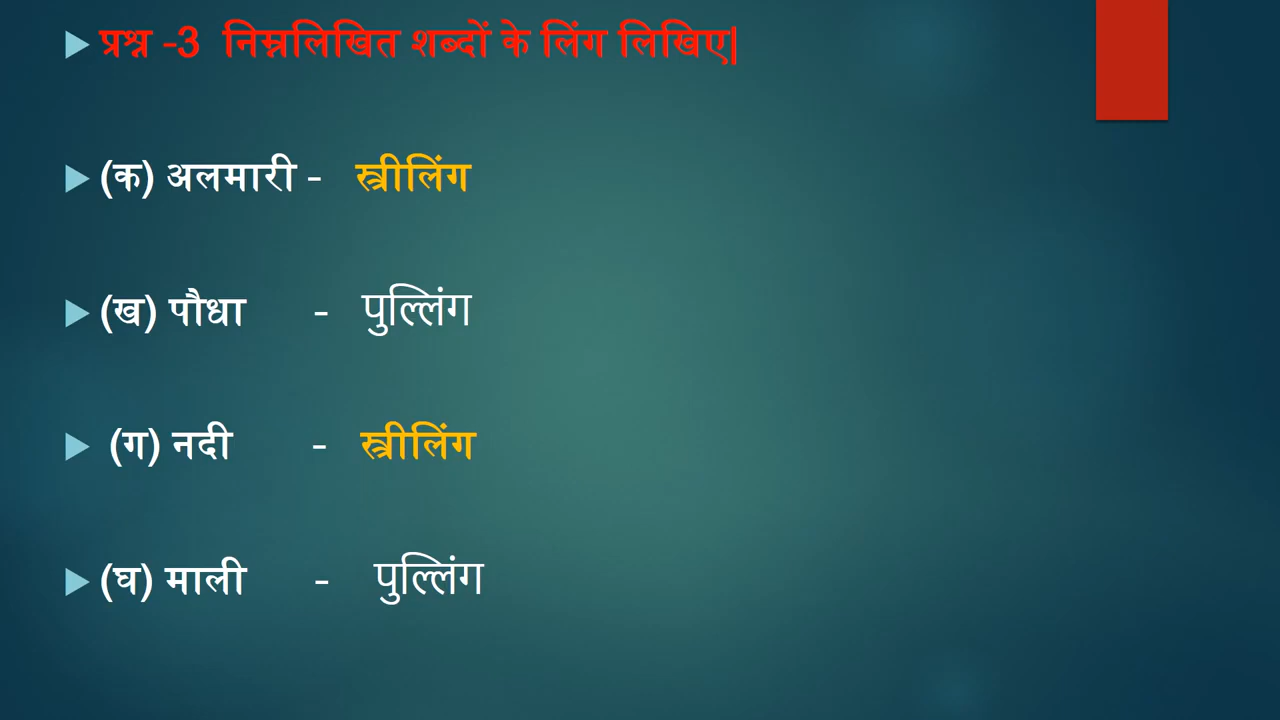 प्रश्न -3 निम्नलिखित शब्दों के लिंग लिखिए|
(क) अलमारी - स्त्रीलिंग
(ख) पौधा - पुल्लिंग
(ग) नदी - स्त्रीलिंग
(घ) माली - पुल्लिंग